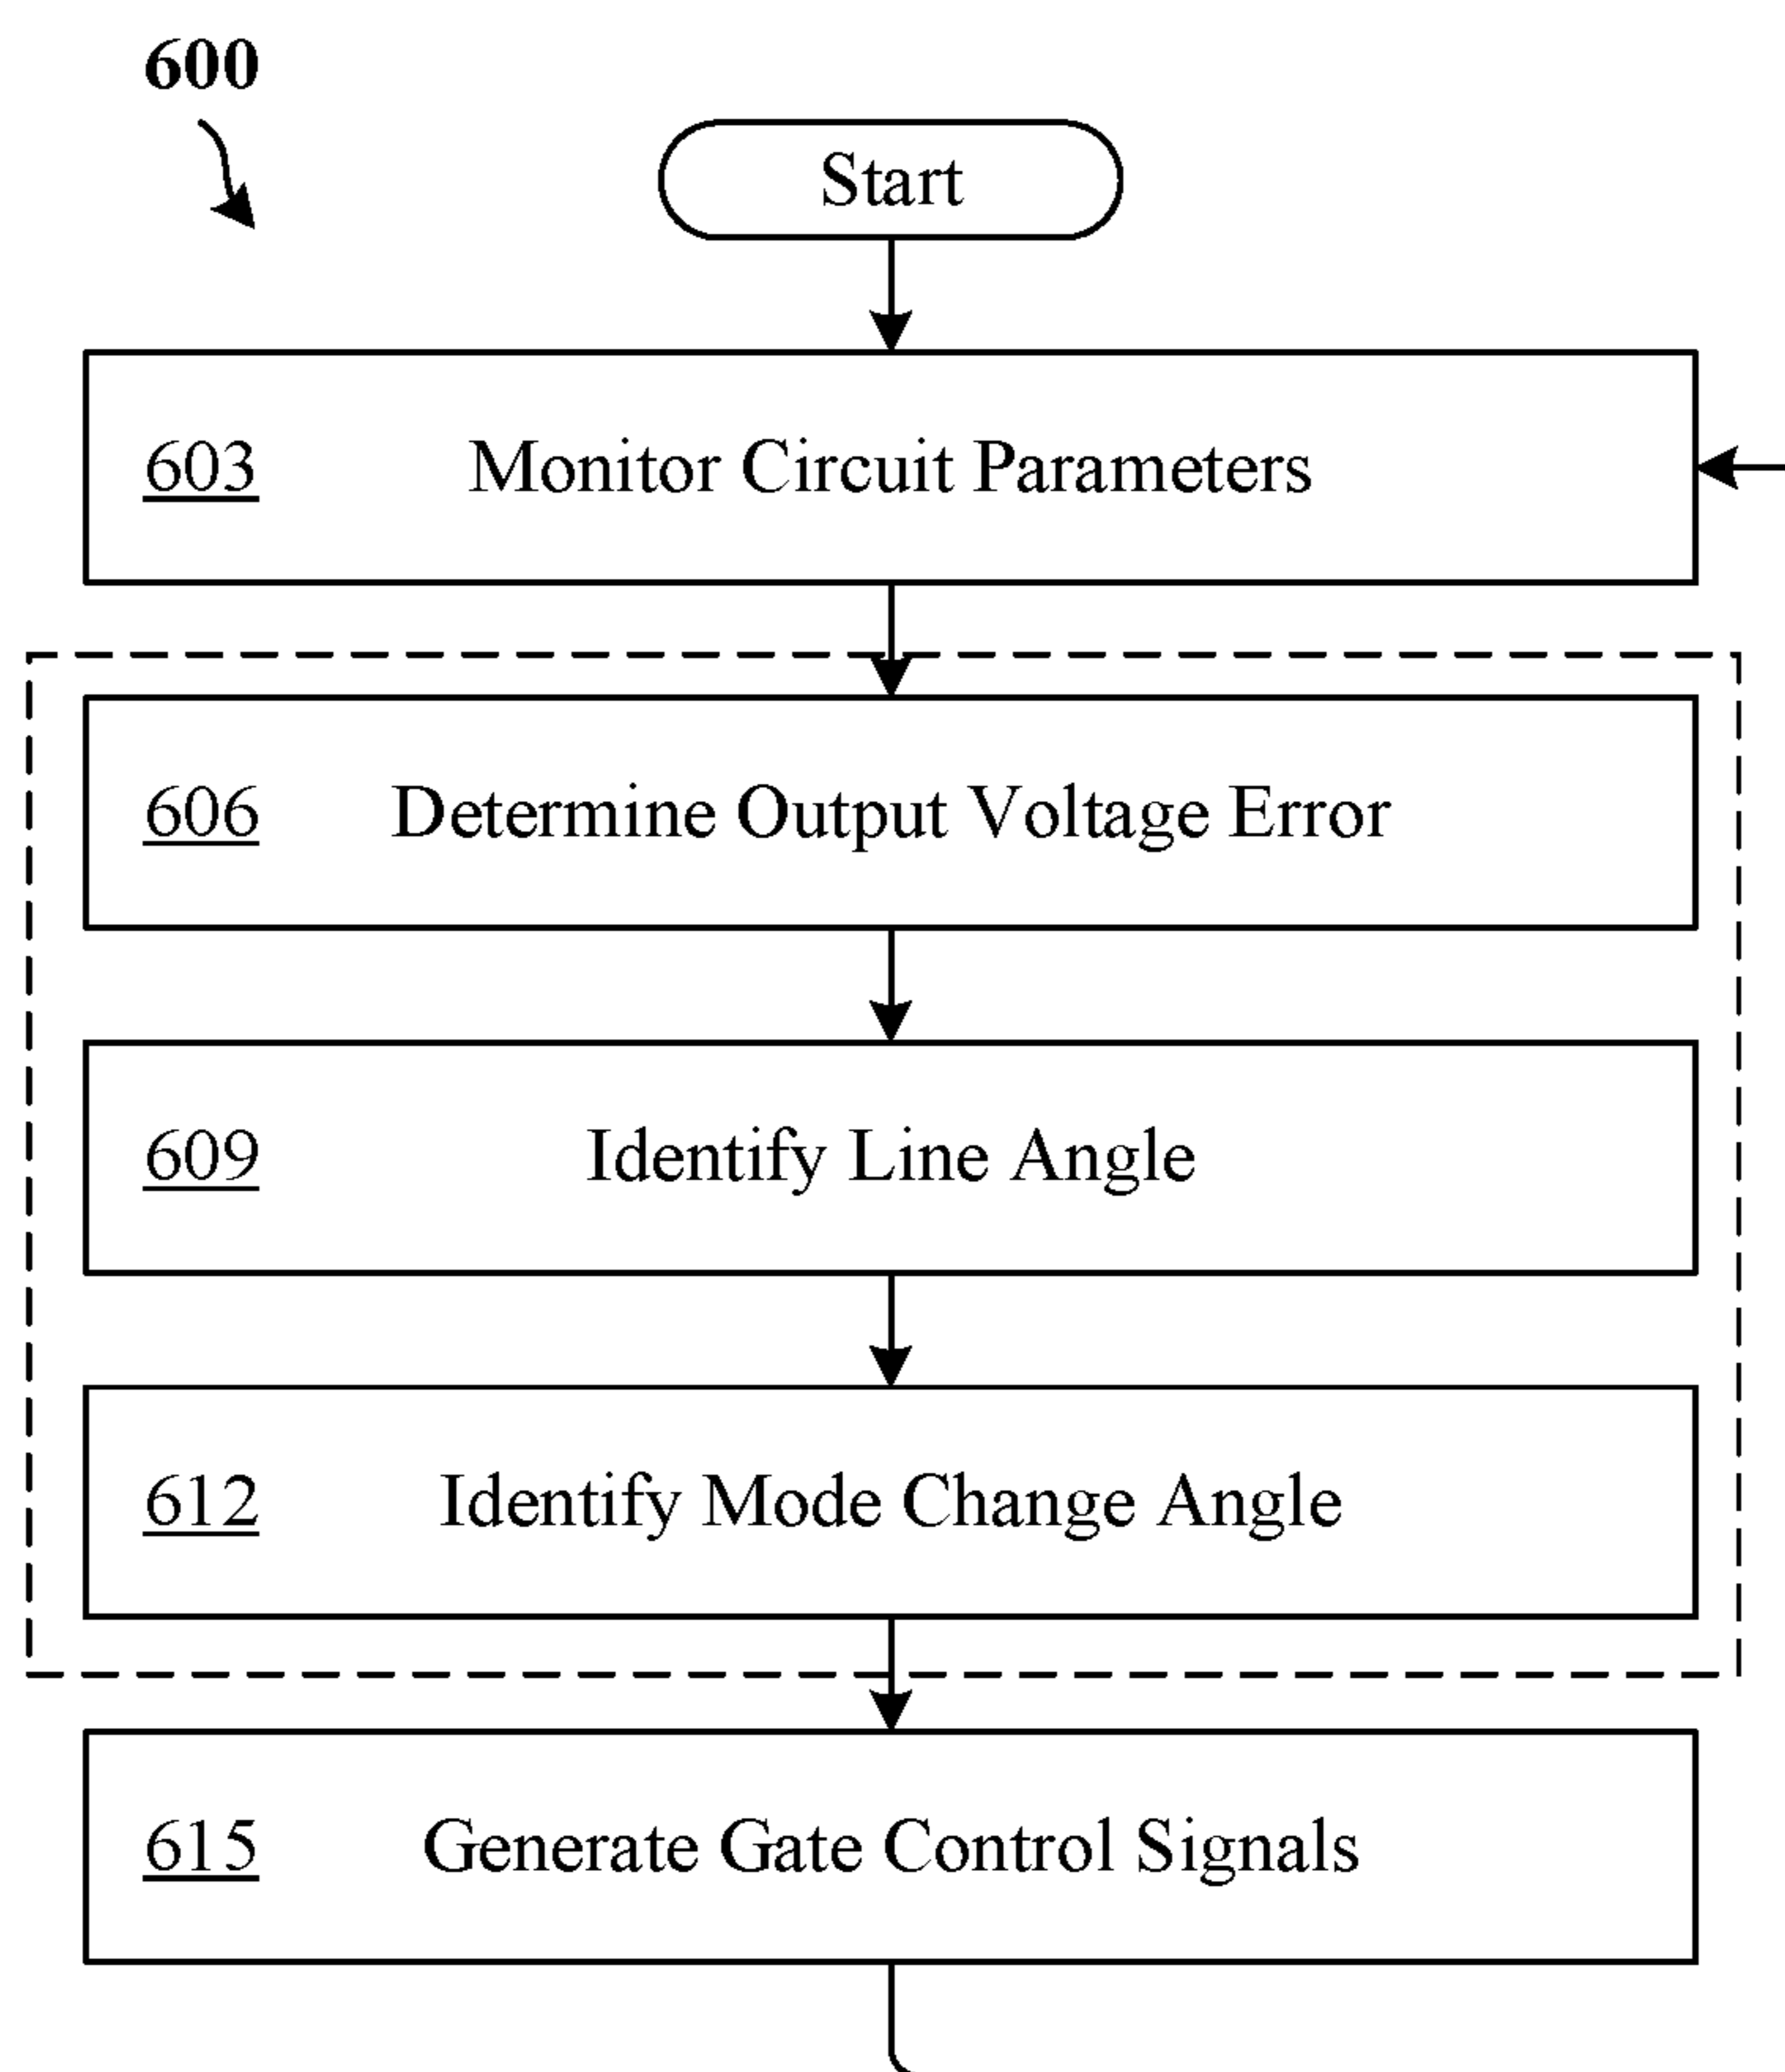 600
Start
603 Monitor Circuit Parameters
606 Determine Output Voltage Error
609 Identify Line Angle
612 Identify Mode Change Angle
615 Generate Gate Control Signals